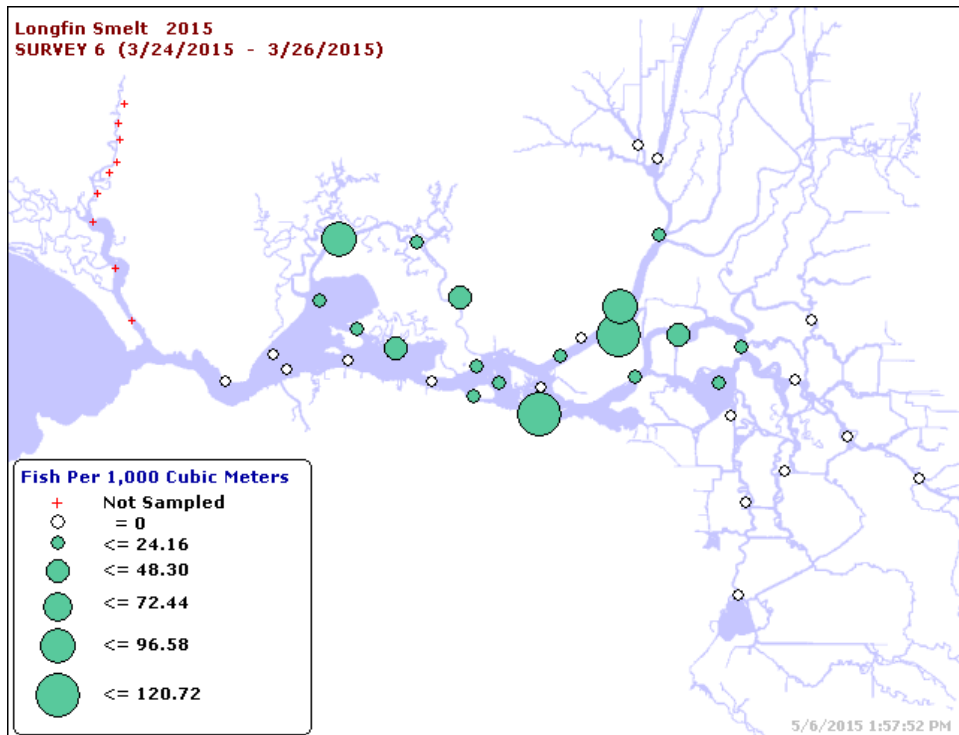 Longfin Smelt 2015
SURVEY 6 (3/24/2015 - 3/26/2015)
Fish Per 1,000 Cubic Meters
Not Sampled
= 0
<= 24.16
<= 48.30
<= 72.44
<= 96.58
<= 120.72
5/6/2015 1:57:52 PM